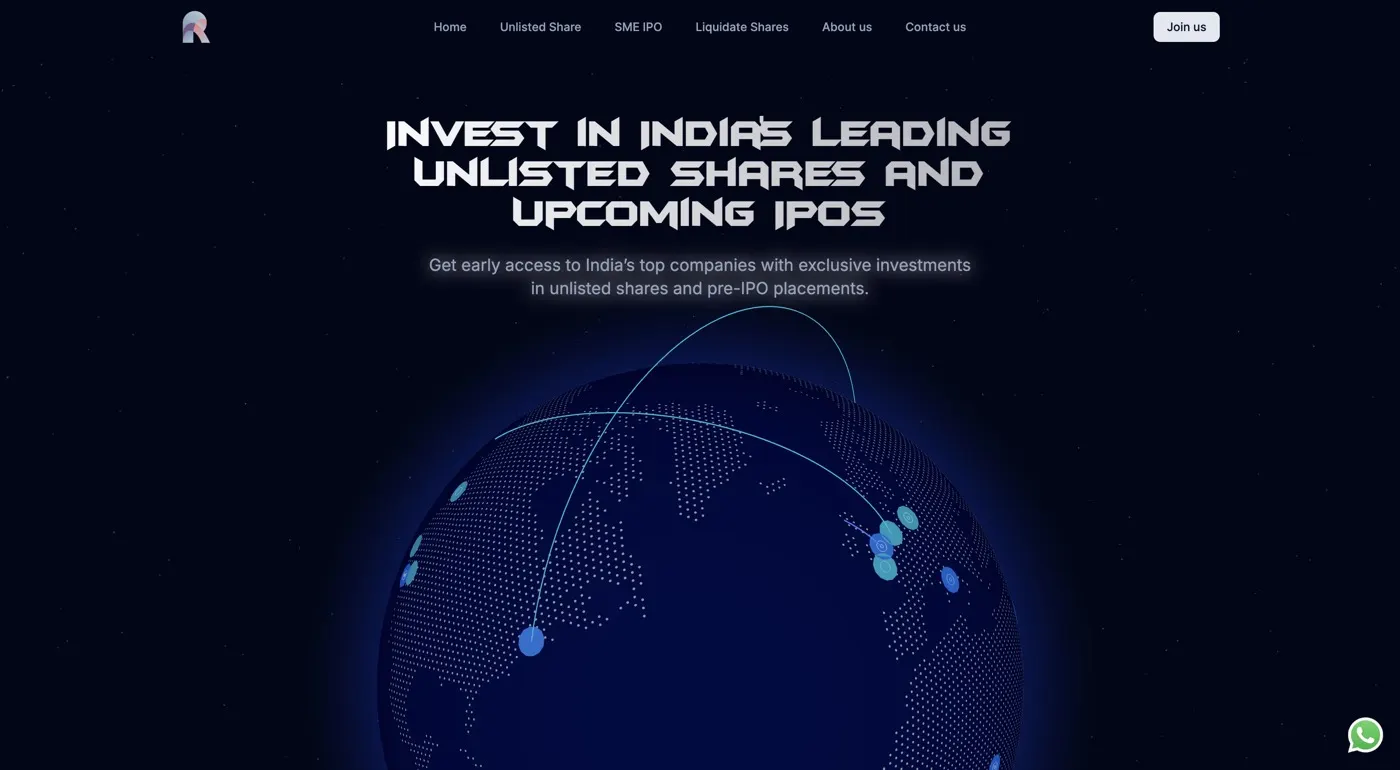 Home
Unlisted Share
SME IPO
Liquidate Shares
About us
Contact us
Join us
INVEST IN INDIA'S LEADING
UNLISTED SHARES AND
UPCOMING IPOS
Get early access to India’s top companies with exclusive investments
in unlisted shares and pre-IPO placements.